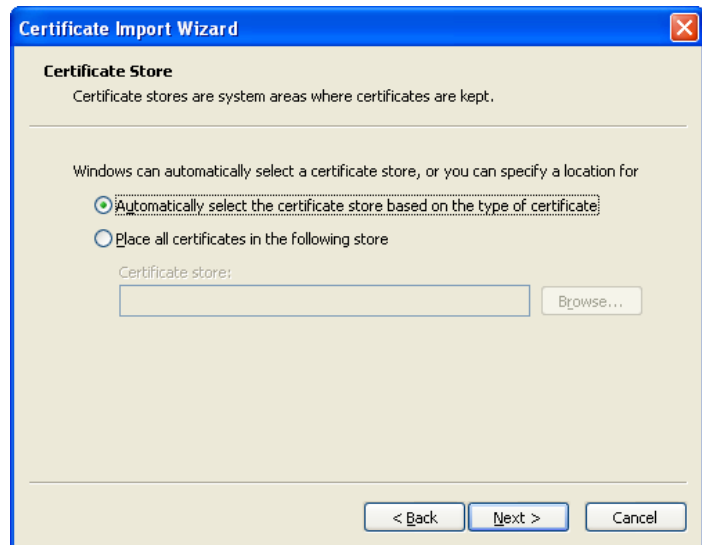 Certificate Import Wizard
Certificate Store
Certificate stores are system areas where certificates are kept.
Windows can automatically select a certificate store, or you can specify a location for
Automatically select the certificate store based on the type of certificate
Place all certificates in the following store
Certificate store:
Browse...
< Back
Next >
Cancel